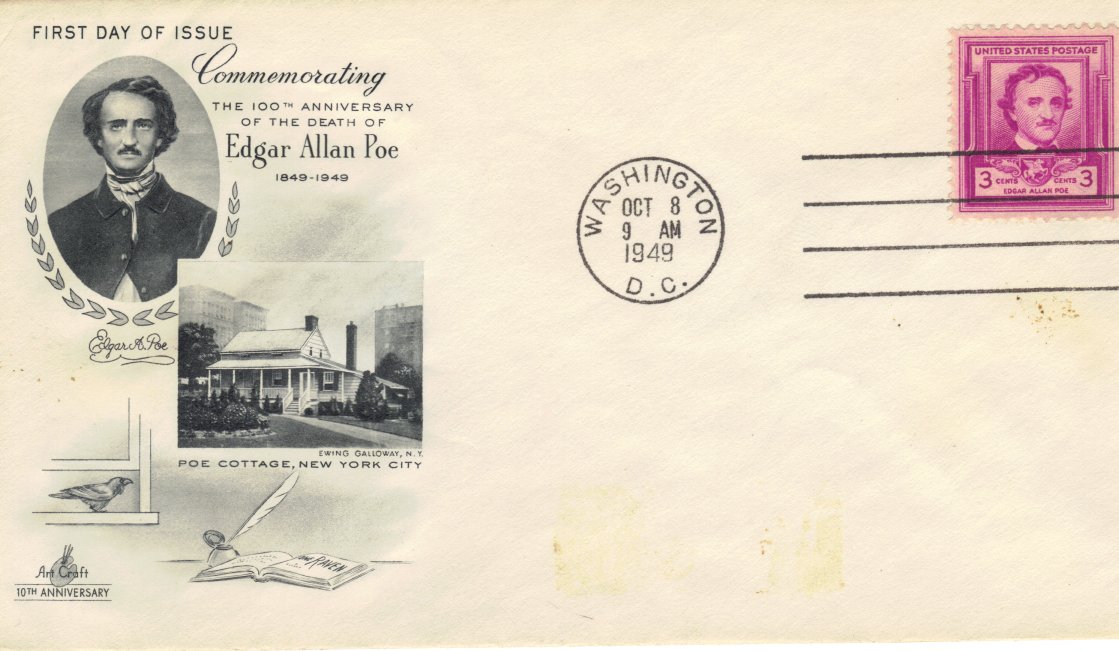 FIRST DAY OF ISSUE
Commemorating
THE 100TH ANNIVERSARY
OF THE DEATH OF
Edgar Allan Poe
1849-1949
Edgar A. Poe
EWING GALLOWAY, N.Y.
POE COTTAGE, NEW YORK CITY
THE RAVEN
Art Craft
10TH ANNIVERSARY
WASHINGTON
OCT 8
9 AM
1949
D.C.
UNITED STATES POSTAGE
3 CENTS CENTS 3
EDGAR ALLAN POE